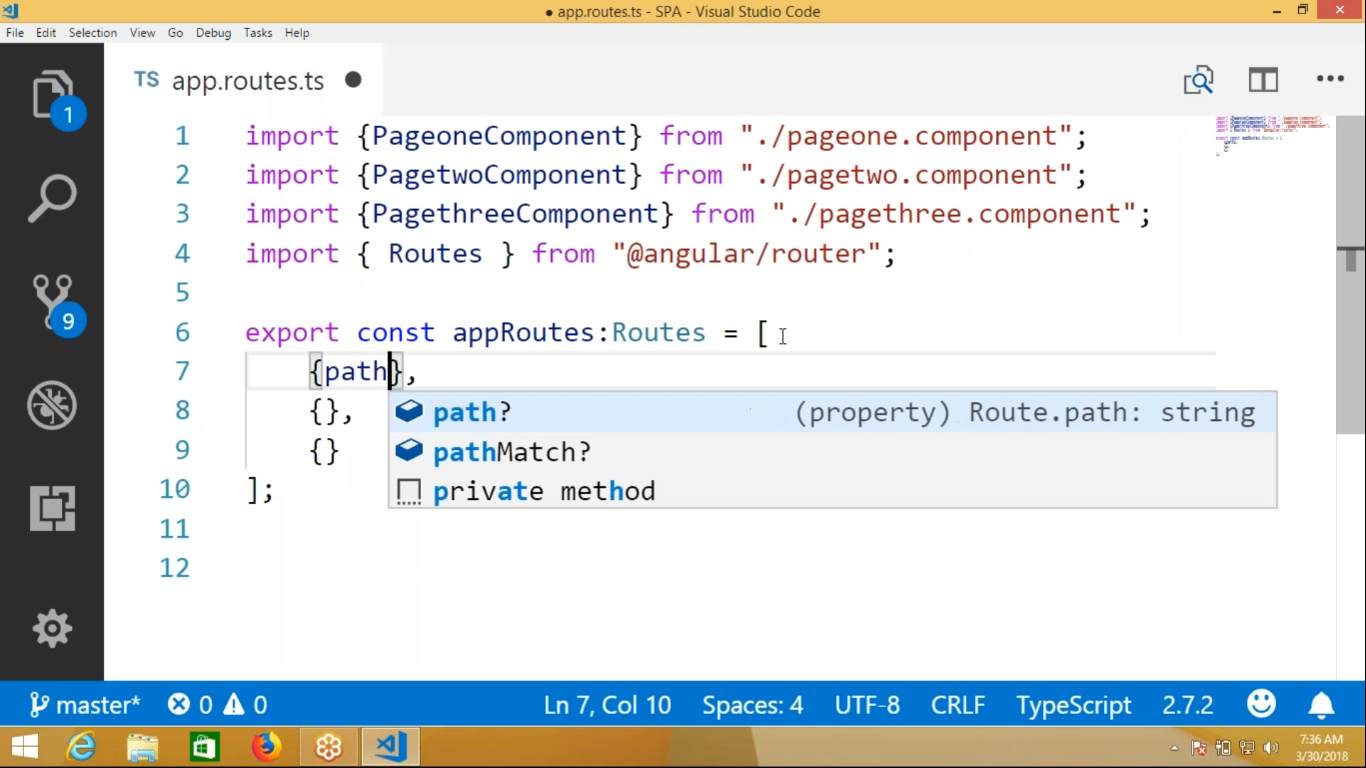 ● app.routes.ts - SPA - Visual Studio Code
File Edit Selection View Go Debug Tasks Help
TS app.routes.ts ●
1
1 import {PageoneComponent} from "./pageone.component";
2 import {PagetwoComponent} from "./pagetwo.component";
3 import {PagethreeComponent} from "./pagethree.component";
4 import { Routes } from "@angular/router";
5
9
6 export const appRoutes:Routes = [
7 {path},
8 {},
path? (property) Route.path: string
9 {}
pathMatch?
10 ];
private method
11
12
master* 0 0 Ln 7, Col 10 Spaces: 4 UTF-8 CRLF TypeScript 2.7.2
7:36 AM
3/30/2018